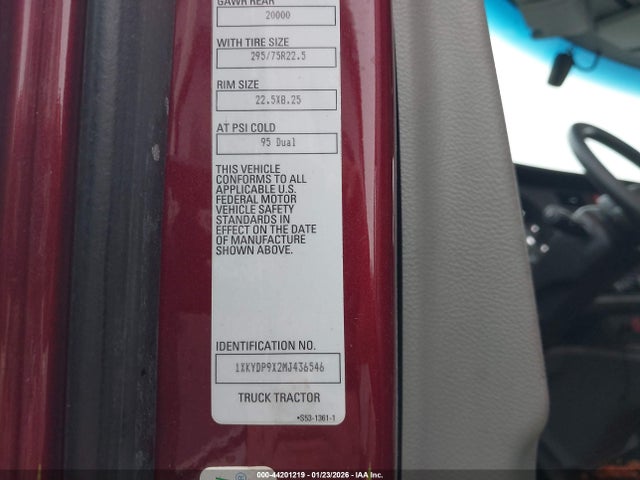 GAWR REAR
20000
WITH TIRE SIZE
295/75R22.5
RIM SIZE
22.5X8.25
AT PSI COLD
95 Dual
THIS VEHICLE
CONFORMS TO ALL
APPLICABLE U.S.
FEDERAL MOTOR
VEHICLE SAFETY
STANDARDS IN
EFFECT ON THE DATE
OF MANUFACTURE
SHOWN ABOVE.
IDENTIFICATION NO.
1XKYDP9X2MJ436546
TRUCK TRACTOR
•S53-1361-1
000-44201219 - 01/23/2026 - IAA Inc.